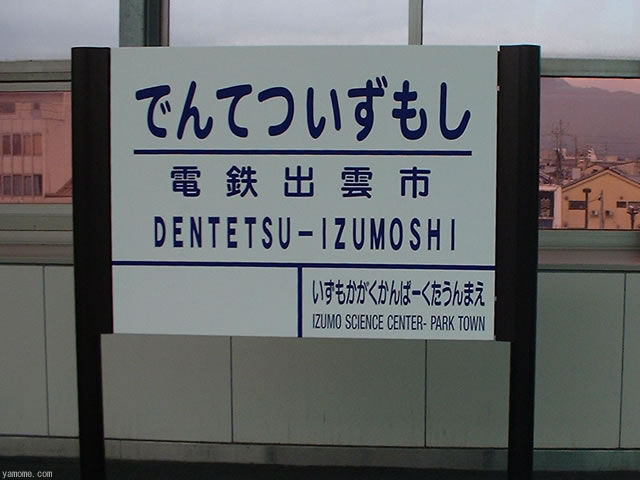 でんてついずもし
電鉄出雲市
DENTETSU-IZUMOSHI
いずもかがくかんぱーくたうんまえ
IZUMO SCIENCE CENTER- PARK TOWN
yamome.com